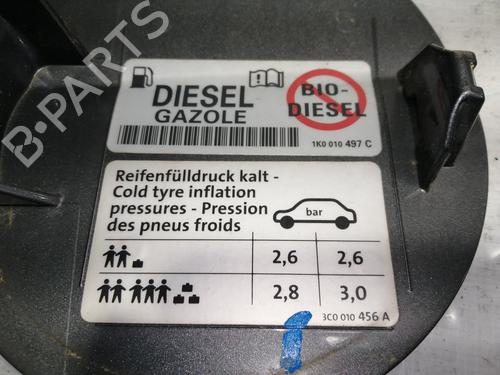 DIESEL
GAZOLE
BIO-
DIESEL
1K0 010 497 C
Reifenfülldruck kalt -
Cold tyre inflation
pressures - Pression
des pneus froids
bar
2,6 2,6
2,8 3,0
3C0 010 456 A
B·PARTS